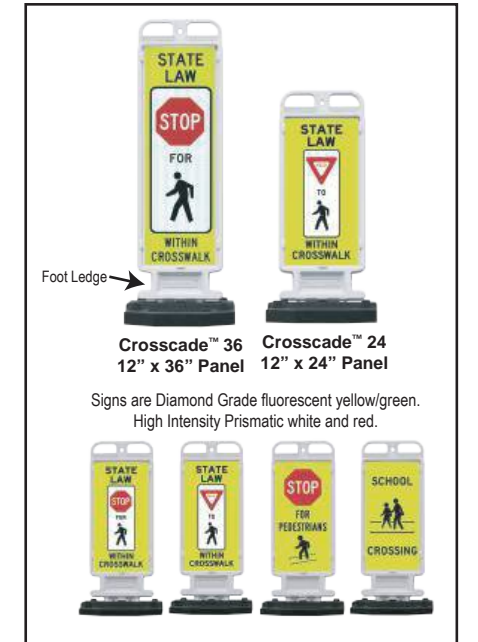 STATE
LAW
STOP
FOR
WITHIN
CROSSWALK
STATE
LAW
YIELD
TO
WITHIN
CROSSWALK
Foot Ledge
Crosscade™ 36
12” x 36” Panel
Crosscade™ 24
12” x 24” Panel
Signs are Diamond Grade fluorescent yellow/green.
High Intensity Prismatic white and red.
STATE
LAW
STOP
FOR
WITHIN
CROSSWALK
STATE
LAW
TO
WITHIN
CROSSWALK
STOP
FOR
PEDESTRIANS
SCHOOL
CROSSING